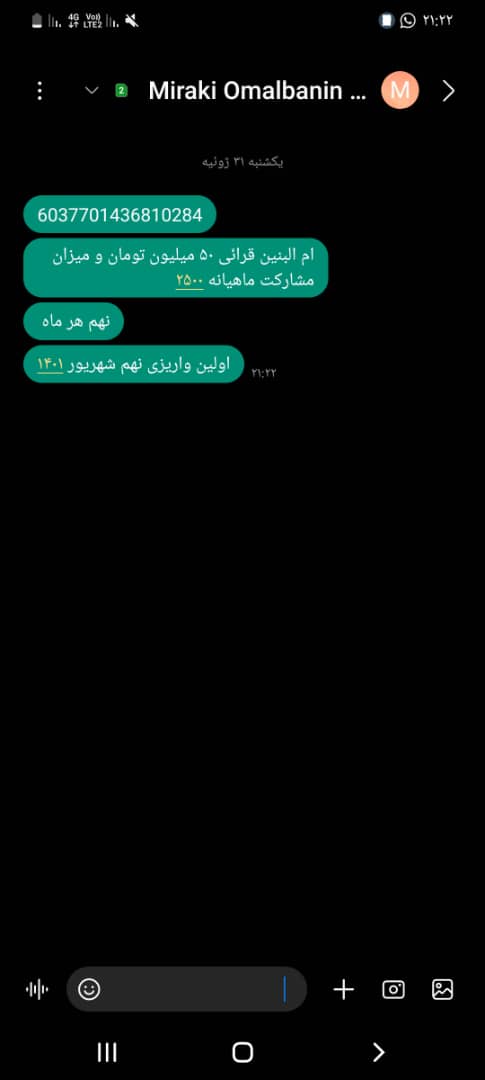 4G
Vo))
LTE2
۲۱:۲۲
2
Miraki Omalbanin ...
M
یکشنبه ۳۱ ژوئیه
6037701436810284
ام البنین قرائی ۵۰ میلیون تومان و میزان
مشارکت ماهیانه ۲۵۰۰
نهم هر ماه
اولین واریزی نهم شهریور ۱۴۰۱
۲۱:۲۲